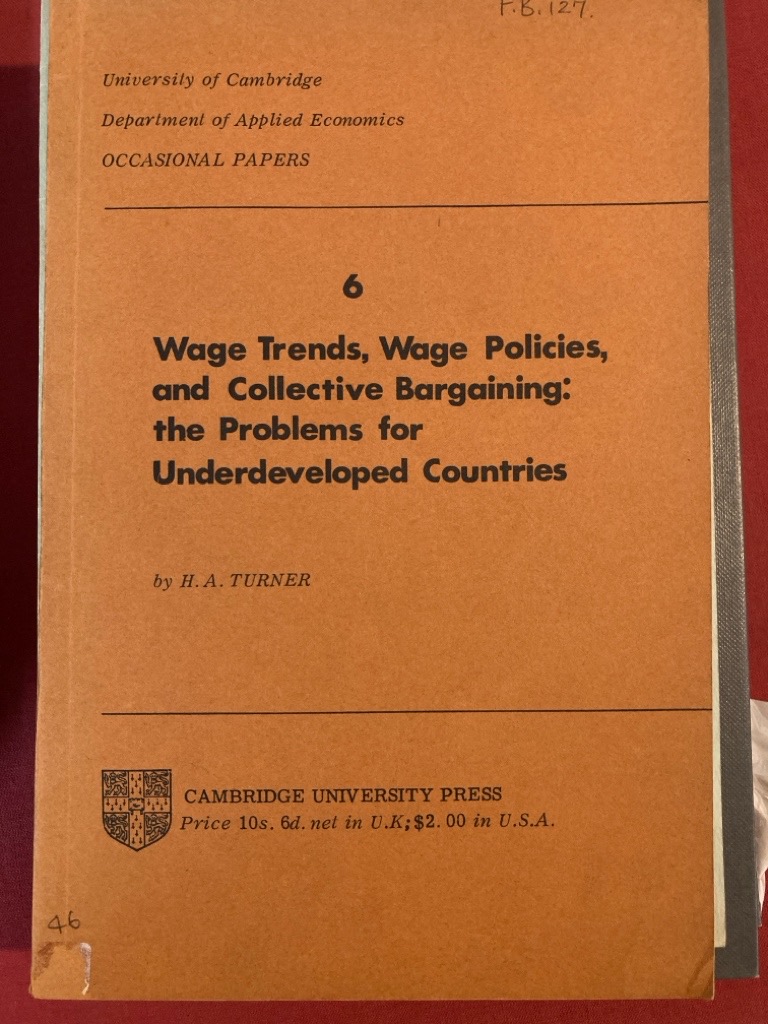 F.B.127.
University of Cambridge
Department of Applied Economics
OCCASIONAL PAPERS
6
Wage Trends, Wage Policies,
and Collective Bargaining:
the Problems for
Underdeveloped Countries
by H.A. TURNER
CAMBRIDGE UNIVERSITY PRESS
Price 10s. 6d. net in U.K; $2.00 in U.S.A.
46